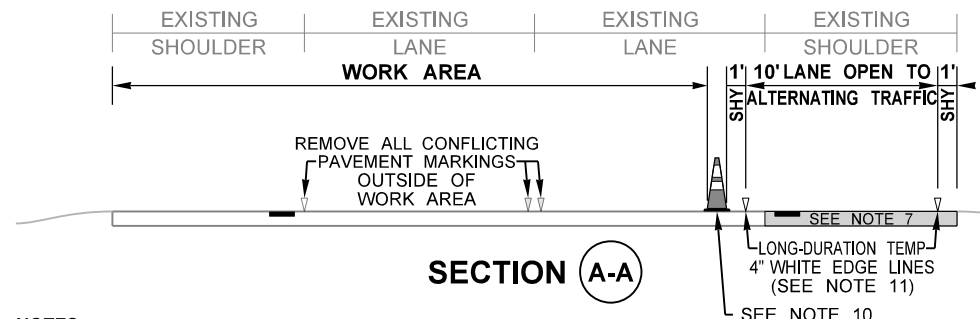 EXISTING EXISTING EXISTING EXISTING
SHOULDER LANE LANE SHOULDER
WORK AREA
1' 10' LANE OPEN TO 1'
SHY ALTERNATING TRAFFIC SHY
REMOVE ALL CONFLICTING
PAVEMENT MARKINGS
OUTSIDE OF
WORK AREA
SEE NOTE 7
LONG-DURATION TEMP
4" WHITE EDGE LINES
(SEE NOTE 11)
SECTION A-A
SEE NOTE 10
NOTES